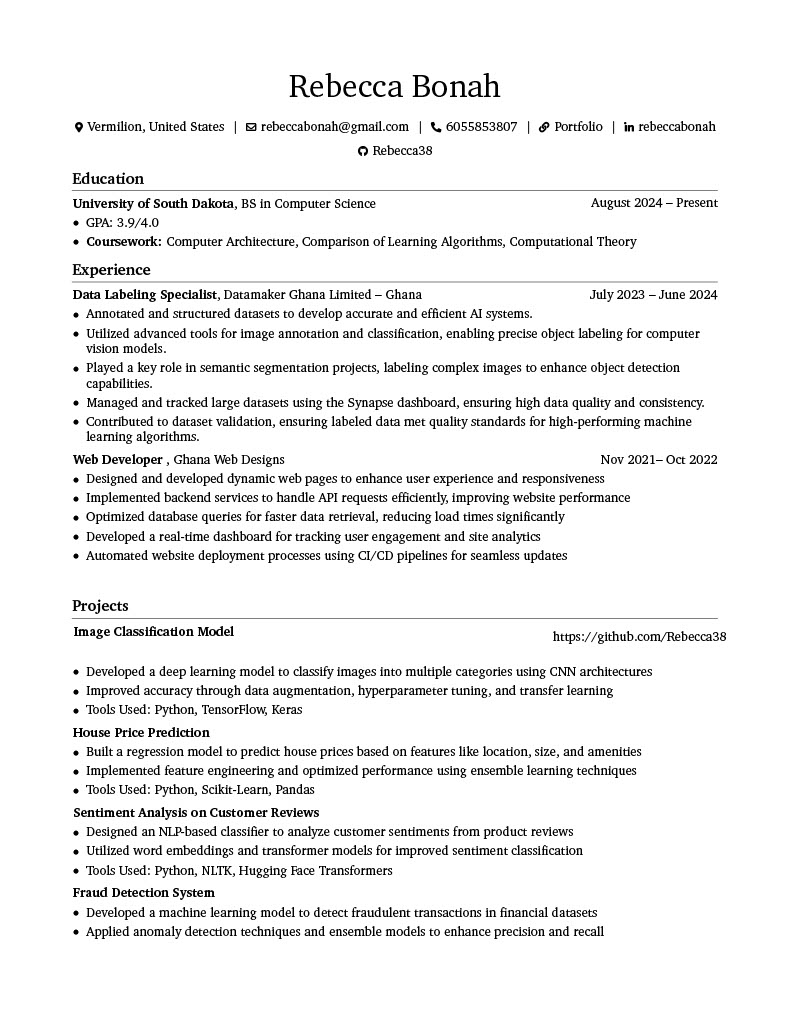 Rebecca Bonah
Vermilion, United States | rebeccabonah@gmail.com | 6055853807 | Portfolio | rebeccabonah
Rebecca38
Education
University of South Dakota, BS in Computer Science August 2024 – Present
• GPA: 3.9/4.0
• Coursework: Computer Architecture, Comparison of Learning Algorithms, Computational Theory
Experience
Data Labeling Specialist, Datamaker Ghana Limited – Ghana July 2023 – June 2024
• Annotated and structured datasets to develop accurate and efficient AI systems.
• Utilized advanced tools for image annotation and classification, enabling precise object labeling for computer
vision models.
• Played a key role in semantic segmentation projects, labeling complex images to enhance object detection
capabilities.
• Managed and tracked large datasets using the Synapse dashboard, ensuring high data quality and consistency.
• Contributed to dataset validation, ensuring labeled data met quality standards for high-performing machine
learning algorithms.
Web Developer , Ghana Web Designs Nov 2021– Oct 2022
• Designed and developed dynamic web pages to enhance user experience and responsiveness
• Implemented backend services to handle API requests efficiently, improving website performance
• Optimized database queries for faster data retrieval, reducing load times significantly
• Developed a real-time dashboard for tracking user engagement and site analytics
• Automated website deployment processes using CI/CD pipelines for seamless updates
Projects
Image Classification Model https://github.com/Rebecca38
• Developed a deep learning model to classify images into multiple categories using CNN architectures
• Improved accuracy through data augmentation, hyperparameter tuning, and transfer learning
• Tools Used: Python, TensorFlow, Keras
House Price Prediction
• Built a regression model to predict house prices based on features like location, size, and amenities
• Implemented feature engineering and optimized performance using ensemble learning techniques
• Tools Used: Python, Scikit-Learn, Pandas
Sentiment Analysis on Customer Reviews
• Designed an NLP-based classifier to analyze customer sentiments from product reviews
• Utilized word embeddings and transformer models for improved sentiment classification
• Tools Used: Python, NLTK, Hugging Face Transformers
Fraud Detection System
• Developed a machine learning model to detect fraudulent transactions in financial datasets
• Applied anomaly detection techniques and ensemble models to enhance precision and recall